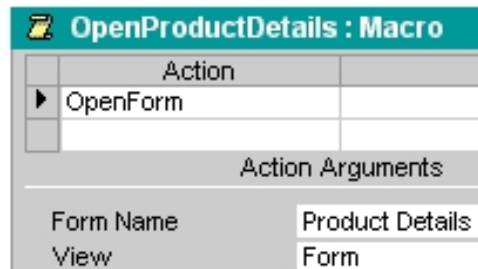 OpenProductDetails : Macro
Action
OpenForm
Action Arguments
Form Name Product Details
View Form